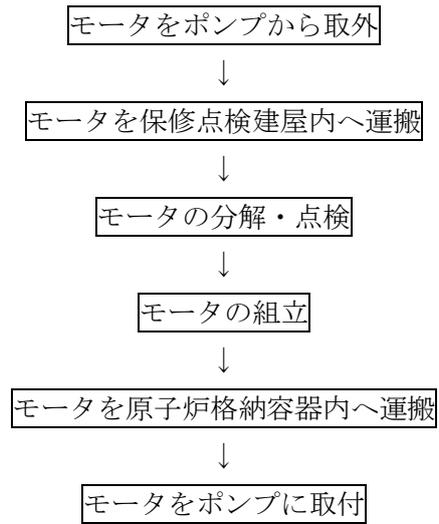 モータをポンプから取外
↓
モータを保修点検建屋内へ運搬
↓
モータの分解・点検
↓
モータの組立
↓
モータを原子炉格納容器内へ運搬
↓
モータをポンプに取付